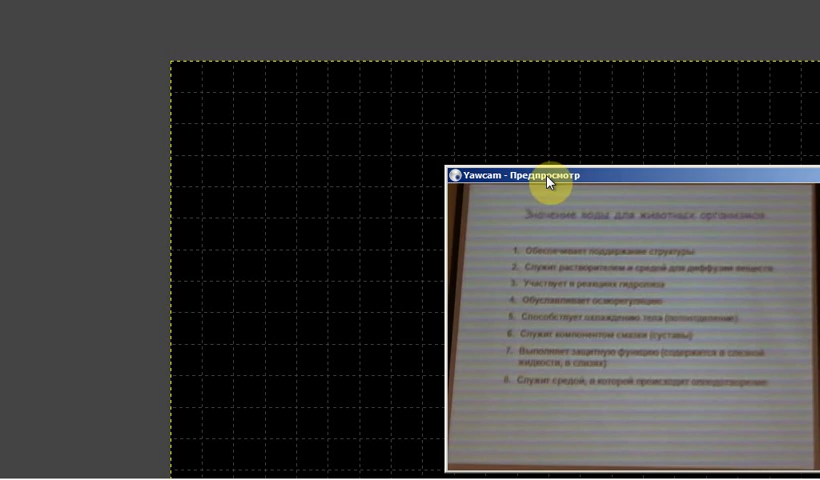 Yawcam - Предпросмотр
Значение воды для животных организмов
1. Обеспечивает поддержание структуры
2. Служит растворителем и средой для диффузии веществ
3. Участвует в реакциях гидролиза
4. Обуславливает осморегуляцию
5. Способствует охлаждению тела (потоотделение)
6. Служит компонентом смазки (суставы)
7. Выполняет защитную функцию (содержится в слезной
жидкости, в слизях)
8. Служит средой, в которой происходит оплодотворение